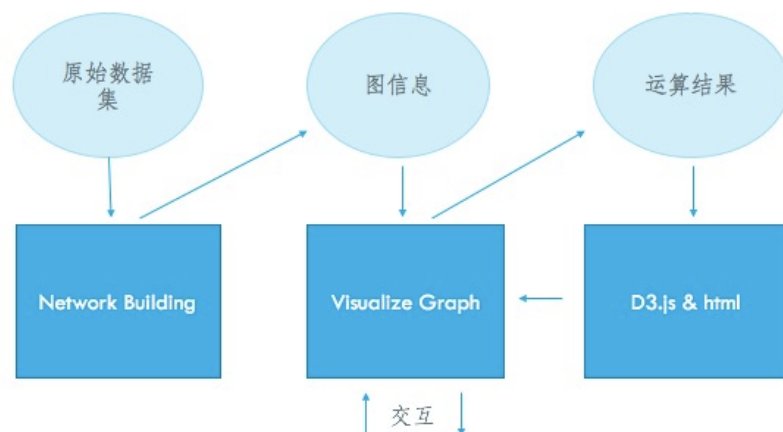 原始数据
集
图信息
运算结果
Network Building
Visualize Graph
D3.js & html
交互